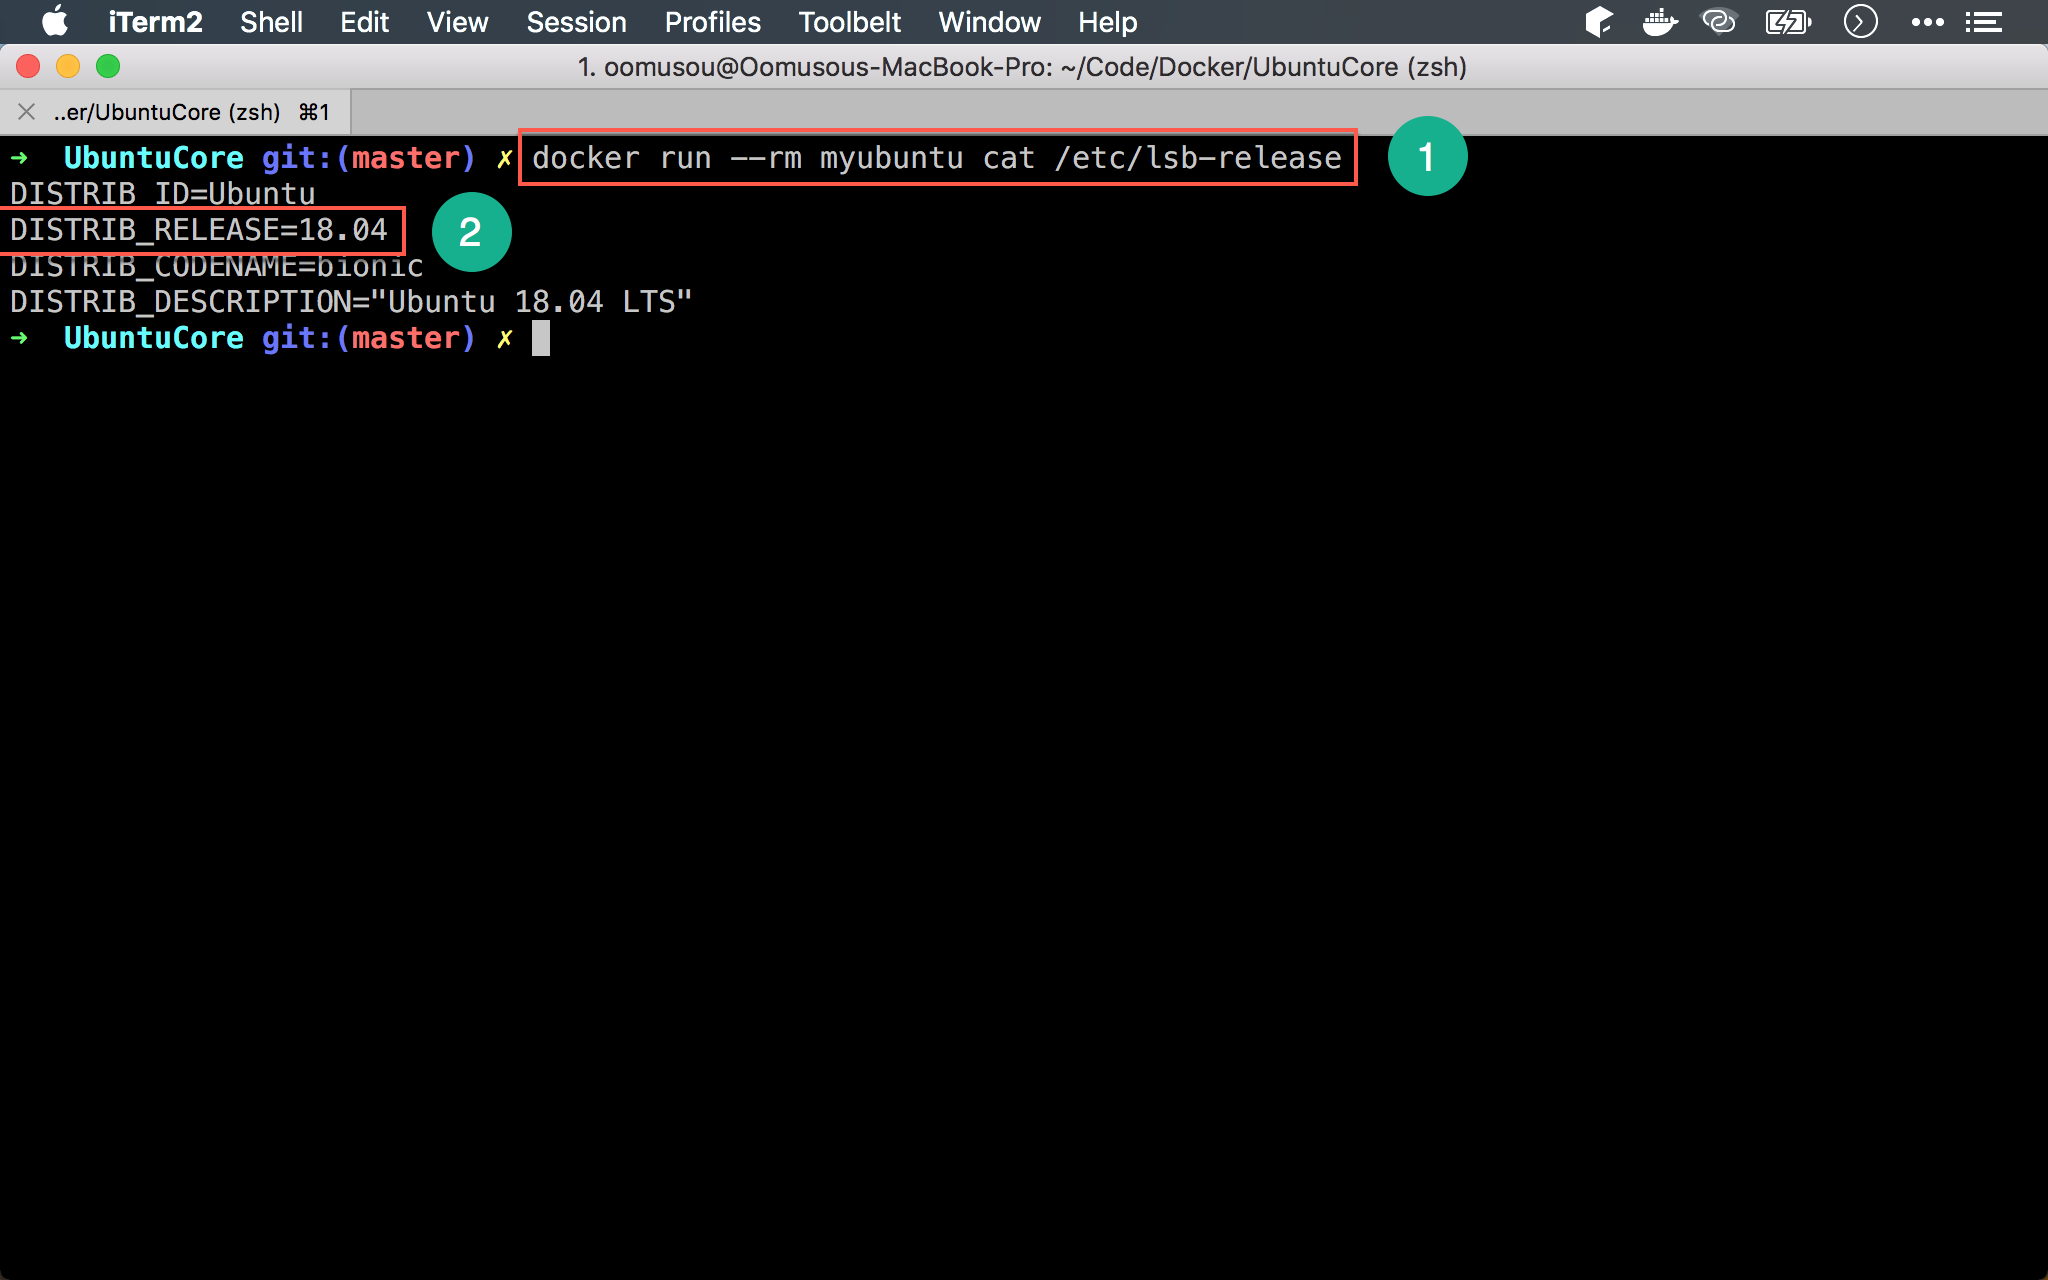 iTerm2 Shell Edit View Session Profiles Toolbelt Window Help
1. oomusou@Oomusous-MacBook-Pro: ~/Code/Docker/UbuntuCore (zsh)
..er/UbuntuCore (zsh) ⌘1
➜ UbuntuCore git:(master) ✗ docker run --rm myubuntu cat /etc/lsb-release 1
DISTRIB_ID=Ubuntu
DISTRIB_RELEASE=18.04 2
DISTRIB_CODENAME=bionic
DISTRIB_DESCRIPTION="Ubuntu 18.04 LTS"
➜ UbuntuCore git:(master) ✗